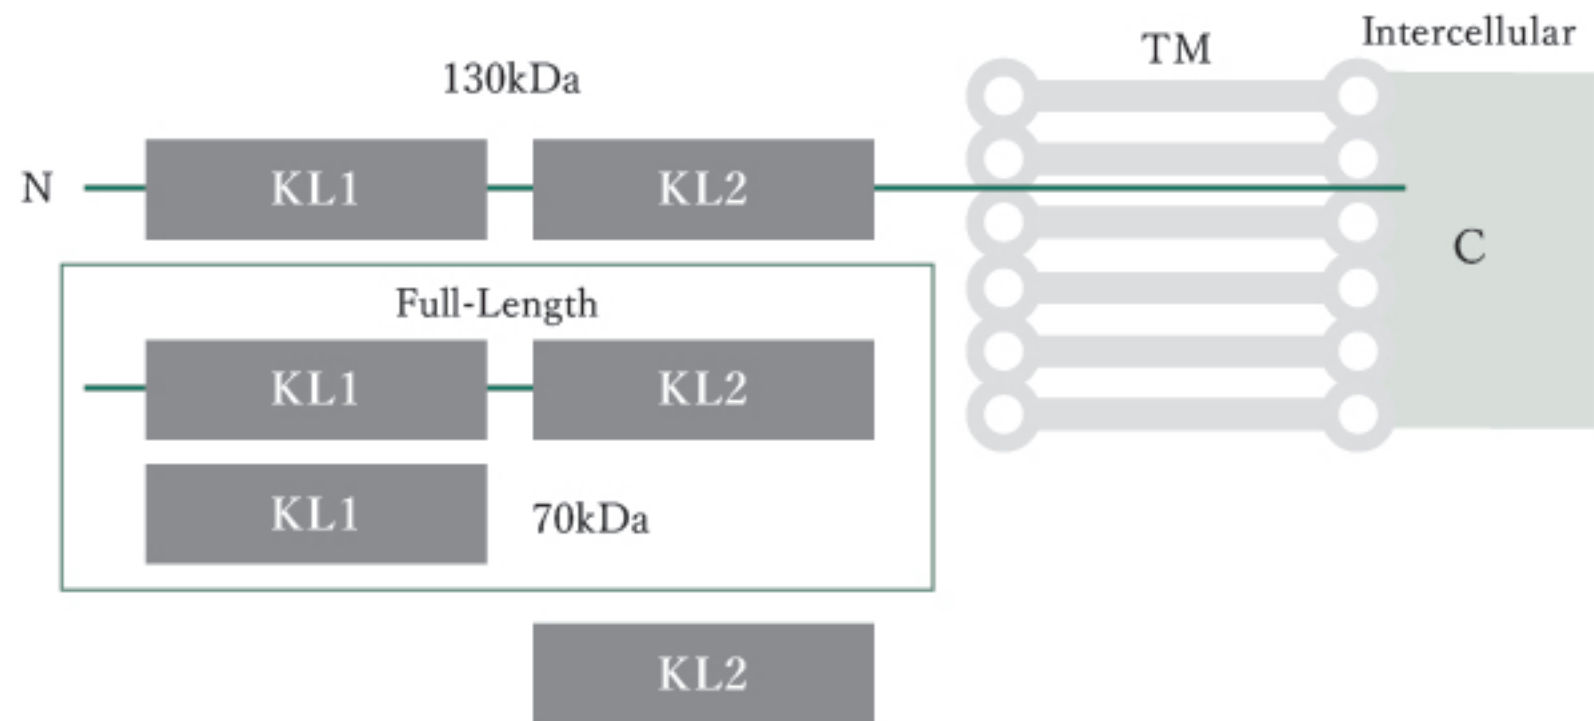 Intercellular
TM
130kDa
N KL1 KL2
C
Full-Length
KL1 KL2
KL1 70kDa
KL2